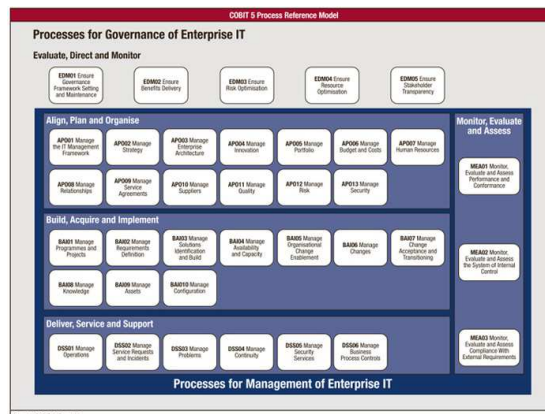 COBIT 5 Process Reference Model
Processes for Governance of Enterprise IT
Evaluate, Direct and Monitor
EDM01 Ensure
Governance
Framework Setting
and Maintenance
EDM02 Ensure
Benefits Delivery
EDM03 Ensure
Risk Optimisation
EDM04 Ensure
Resource
Optimisation
EDM05 Ensure
Stakeholder
Transparency
Align, Plan and Organise
APO01 Manage
the IT Management
Framework
APO02 Manage
Strategy
APO03 Manage
Enterprise
Architecture
APO04 Manage
Innovation
APO05 Manage
Portfolio
APO06 Manage
Budget and Costs
APO07 Manage
Human Resources
APO08 Manage
Relationships
APO09 Manage
Service
Agreements
APO10 Manage
Suppliers
APO11 Manage
Quality
APO12 Manage
Risk
APO13 Manage
Security
Build, Acquire and Implement
BAI01 Manage
Programmes and
Projects
BAI02 Manage
Requirements
Definition
BAI03 Manage
Solutions
Identification
and Build
BAI04 Manage
Availability
and Capacity
BAI05 Manage
Organisational
Change
Enablement
BAI06 Manage
Changes
BAI07 Manage
Change
Acceptance and
Transitioning
BAI08 Manage
Knowledge
BAI09 Manage
Assets
BAI010 Manage
Configuration
Deliver, Service and Support
DSS01 Manage
Operations
DSS02 Manage
Service Requests
and Incidents
DSS03 Manage
Problems
DSS04 Manage
Continuity
DSS05 Manage
Security
Services
DSS06 Manage
Business
Process Controls
Monitor, Evaluate
and Assess
MEA01 Monitor,
Evaluate and Assess
Performance and
Conformance
MEA02 Monitor,
Evaluate and Assess
the System of Internal
Control
MEA03 Monitor,
Evaluate and Assess
Compliance With
External Requirements
Processes for Management of Enterprise IT